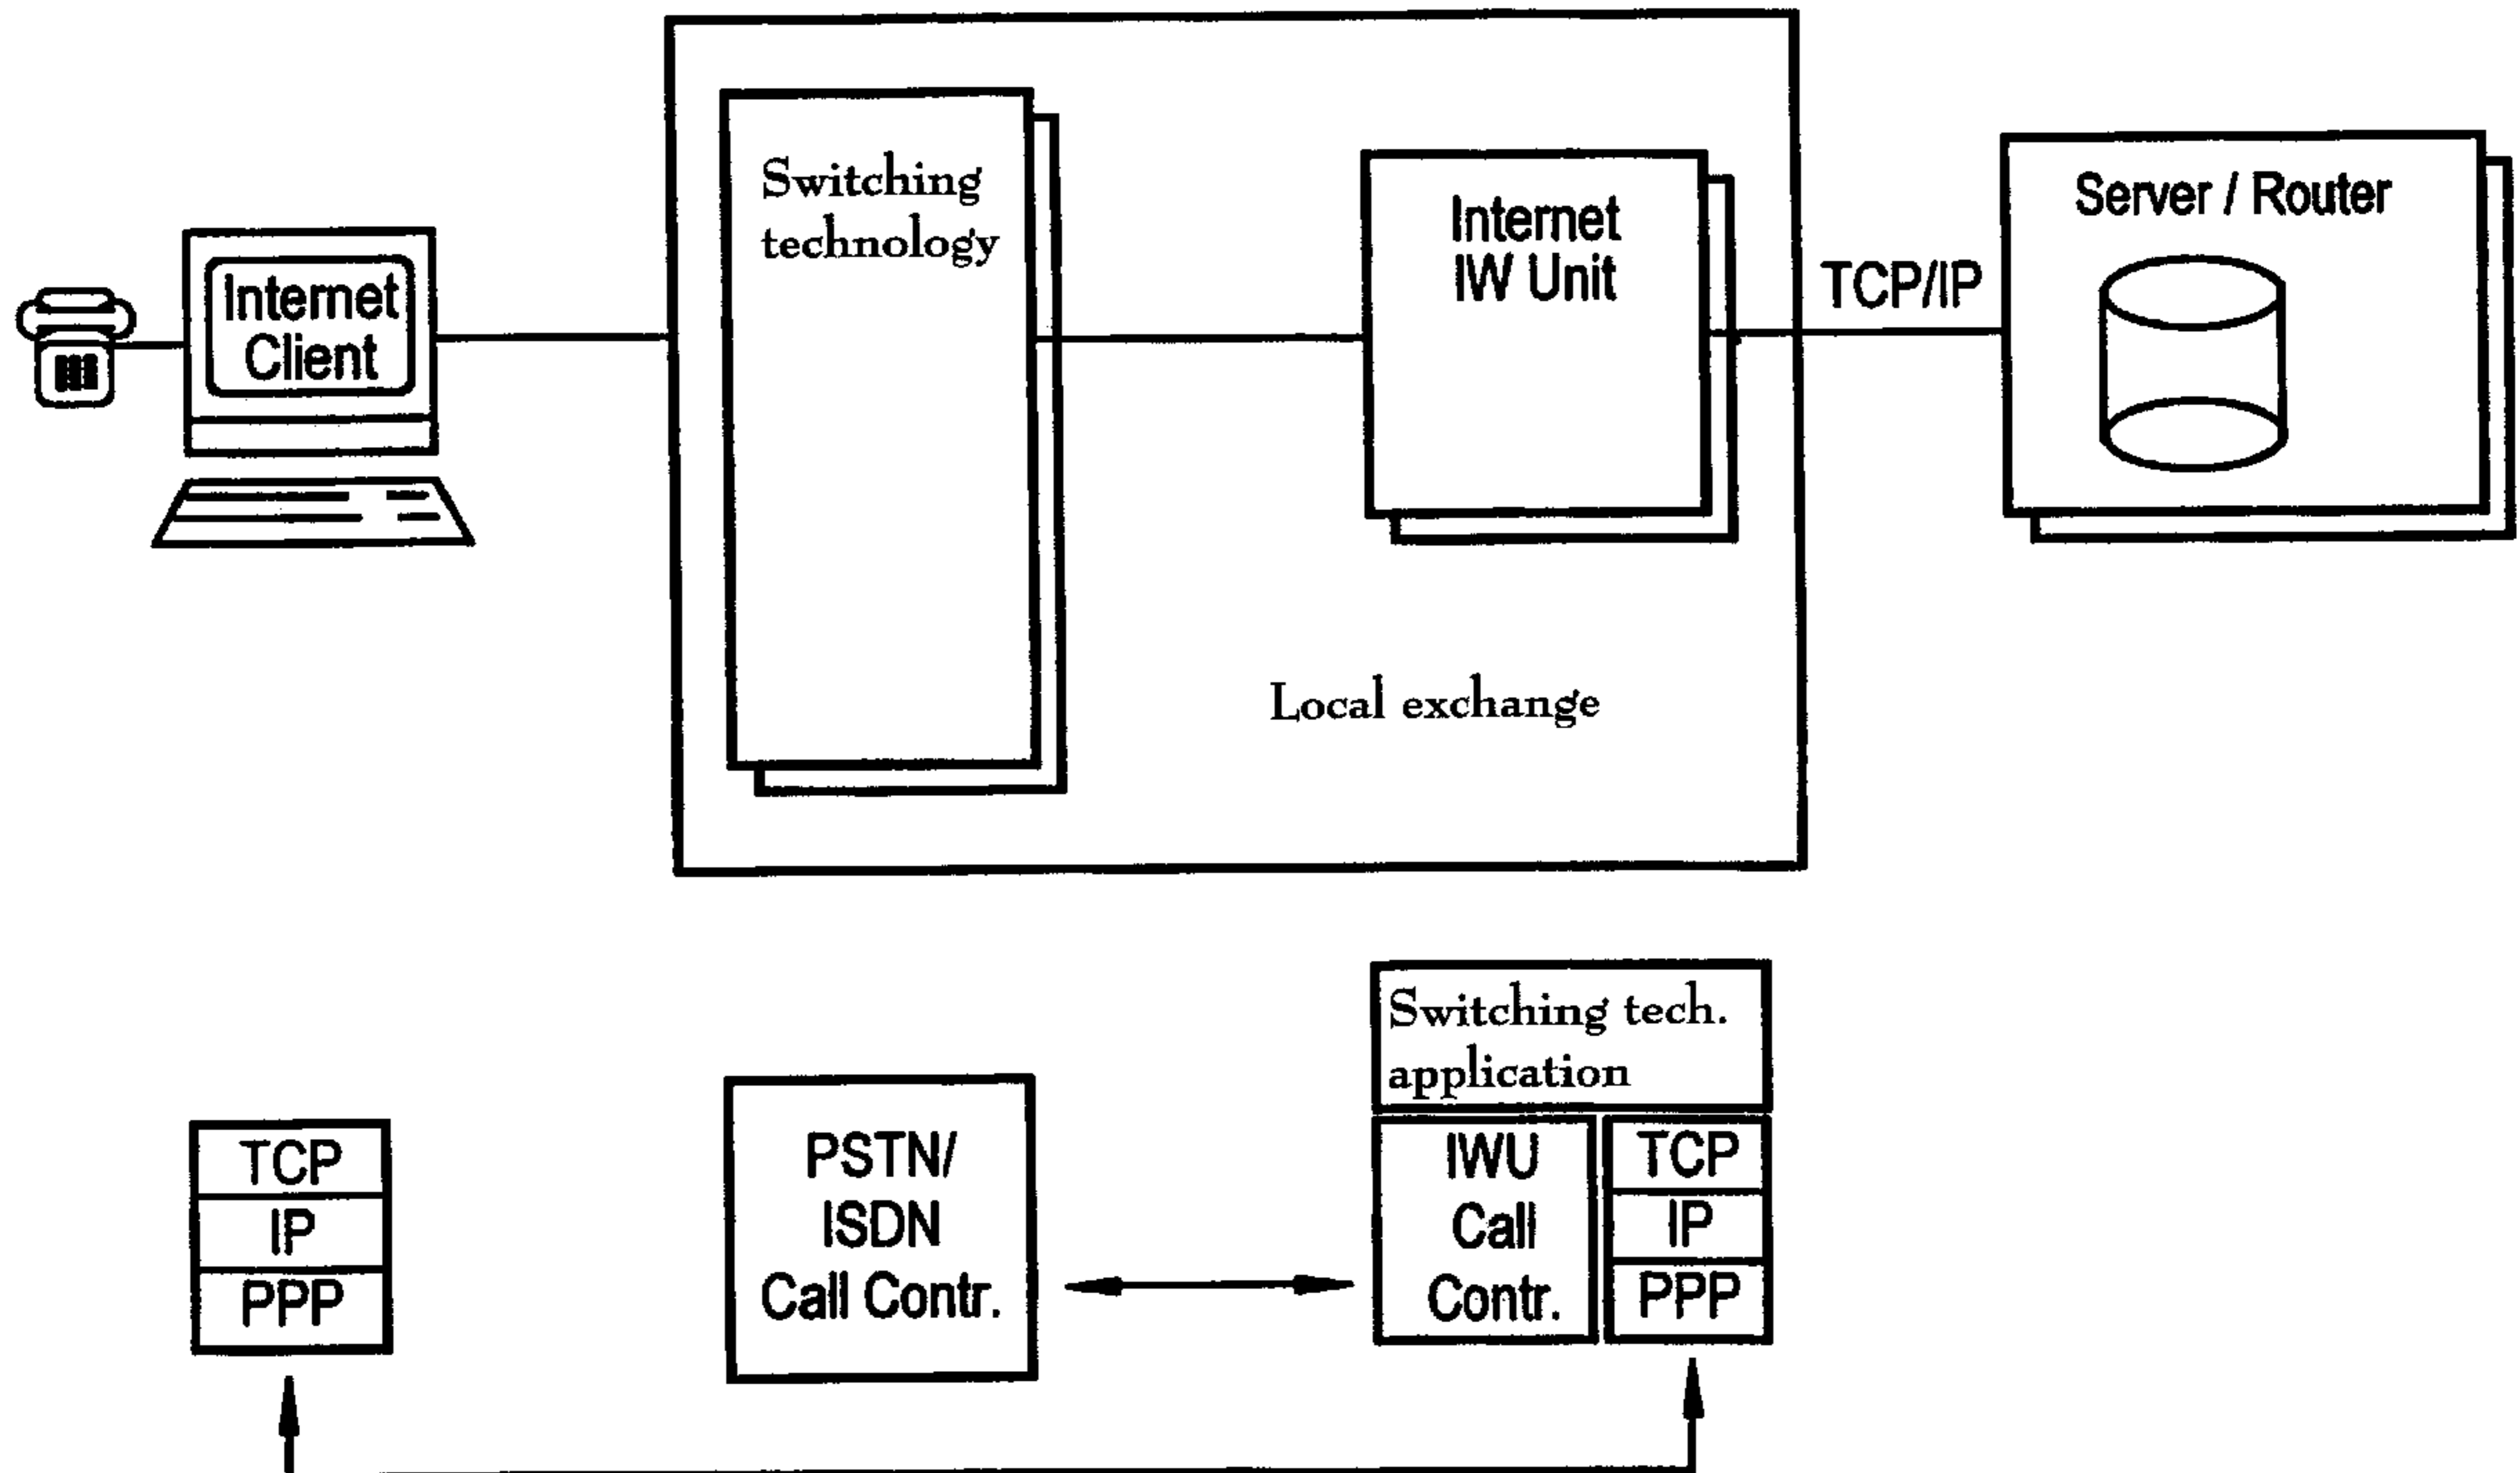 Switching
technology
Internet
Client
Internet
IW Unit
TCP/IP
Server / Router
Local exchange
Switching tech.
application
TCP
IP
PPP
PSTN/
ISDN
Call Contr.
IWU
Call
Contr.
TCP
IP
PPP